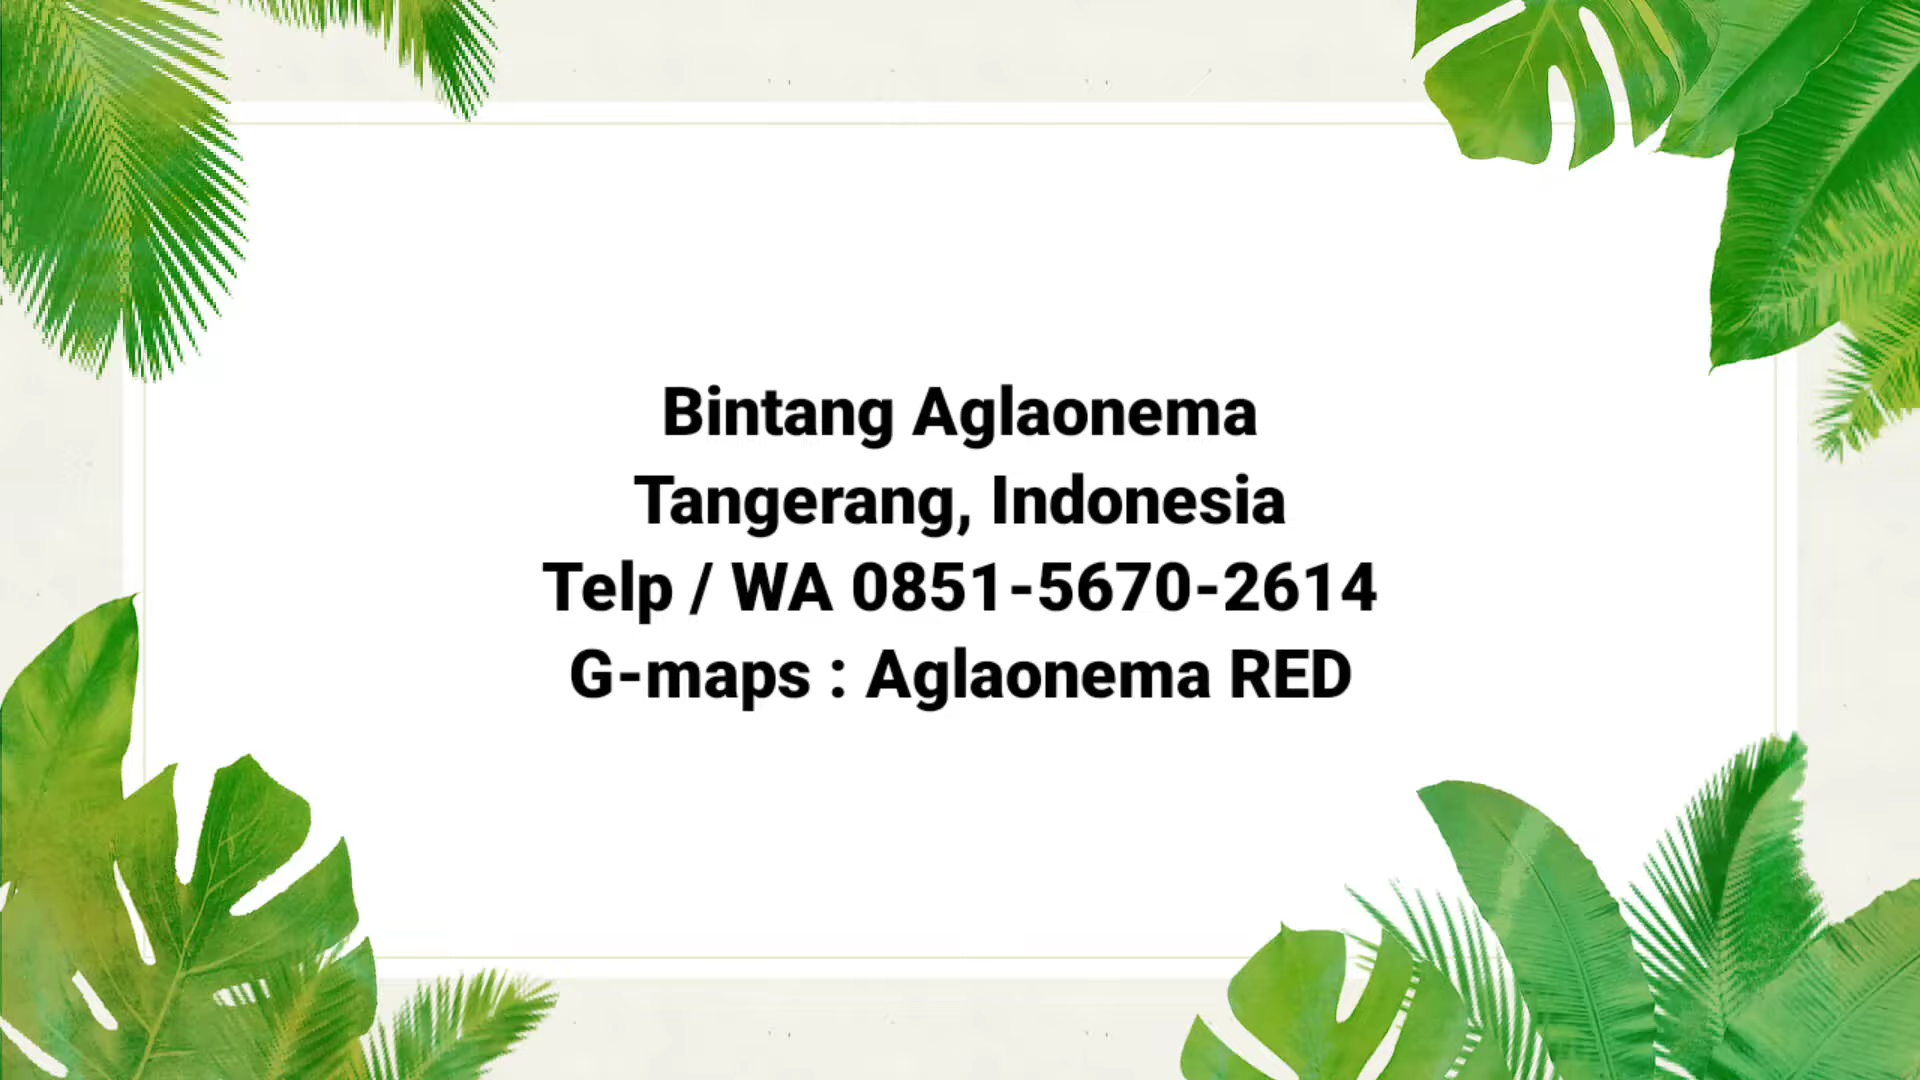 Bintang Aglaonema
Tangerang, Indonesia
Telp / WA 0851-5670-2614
G-maps : Aglaonema RED